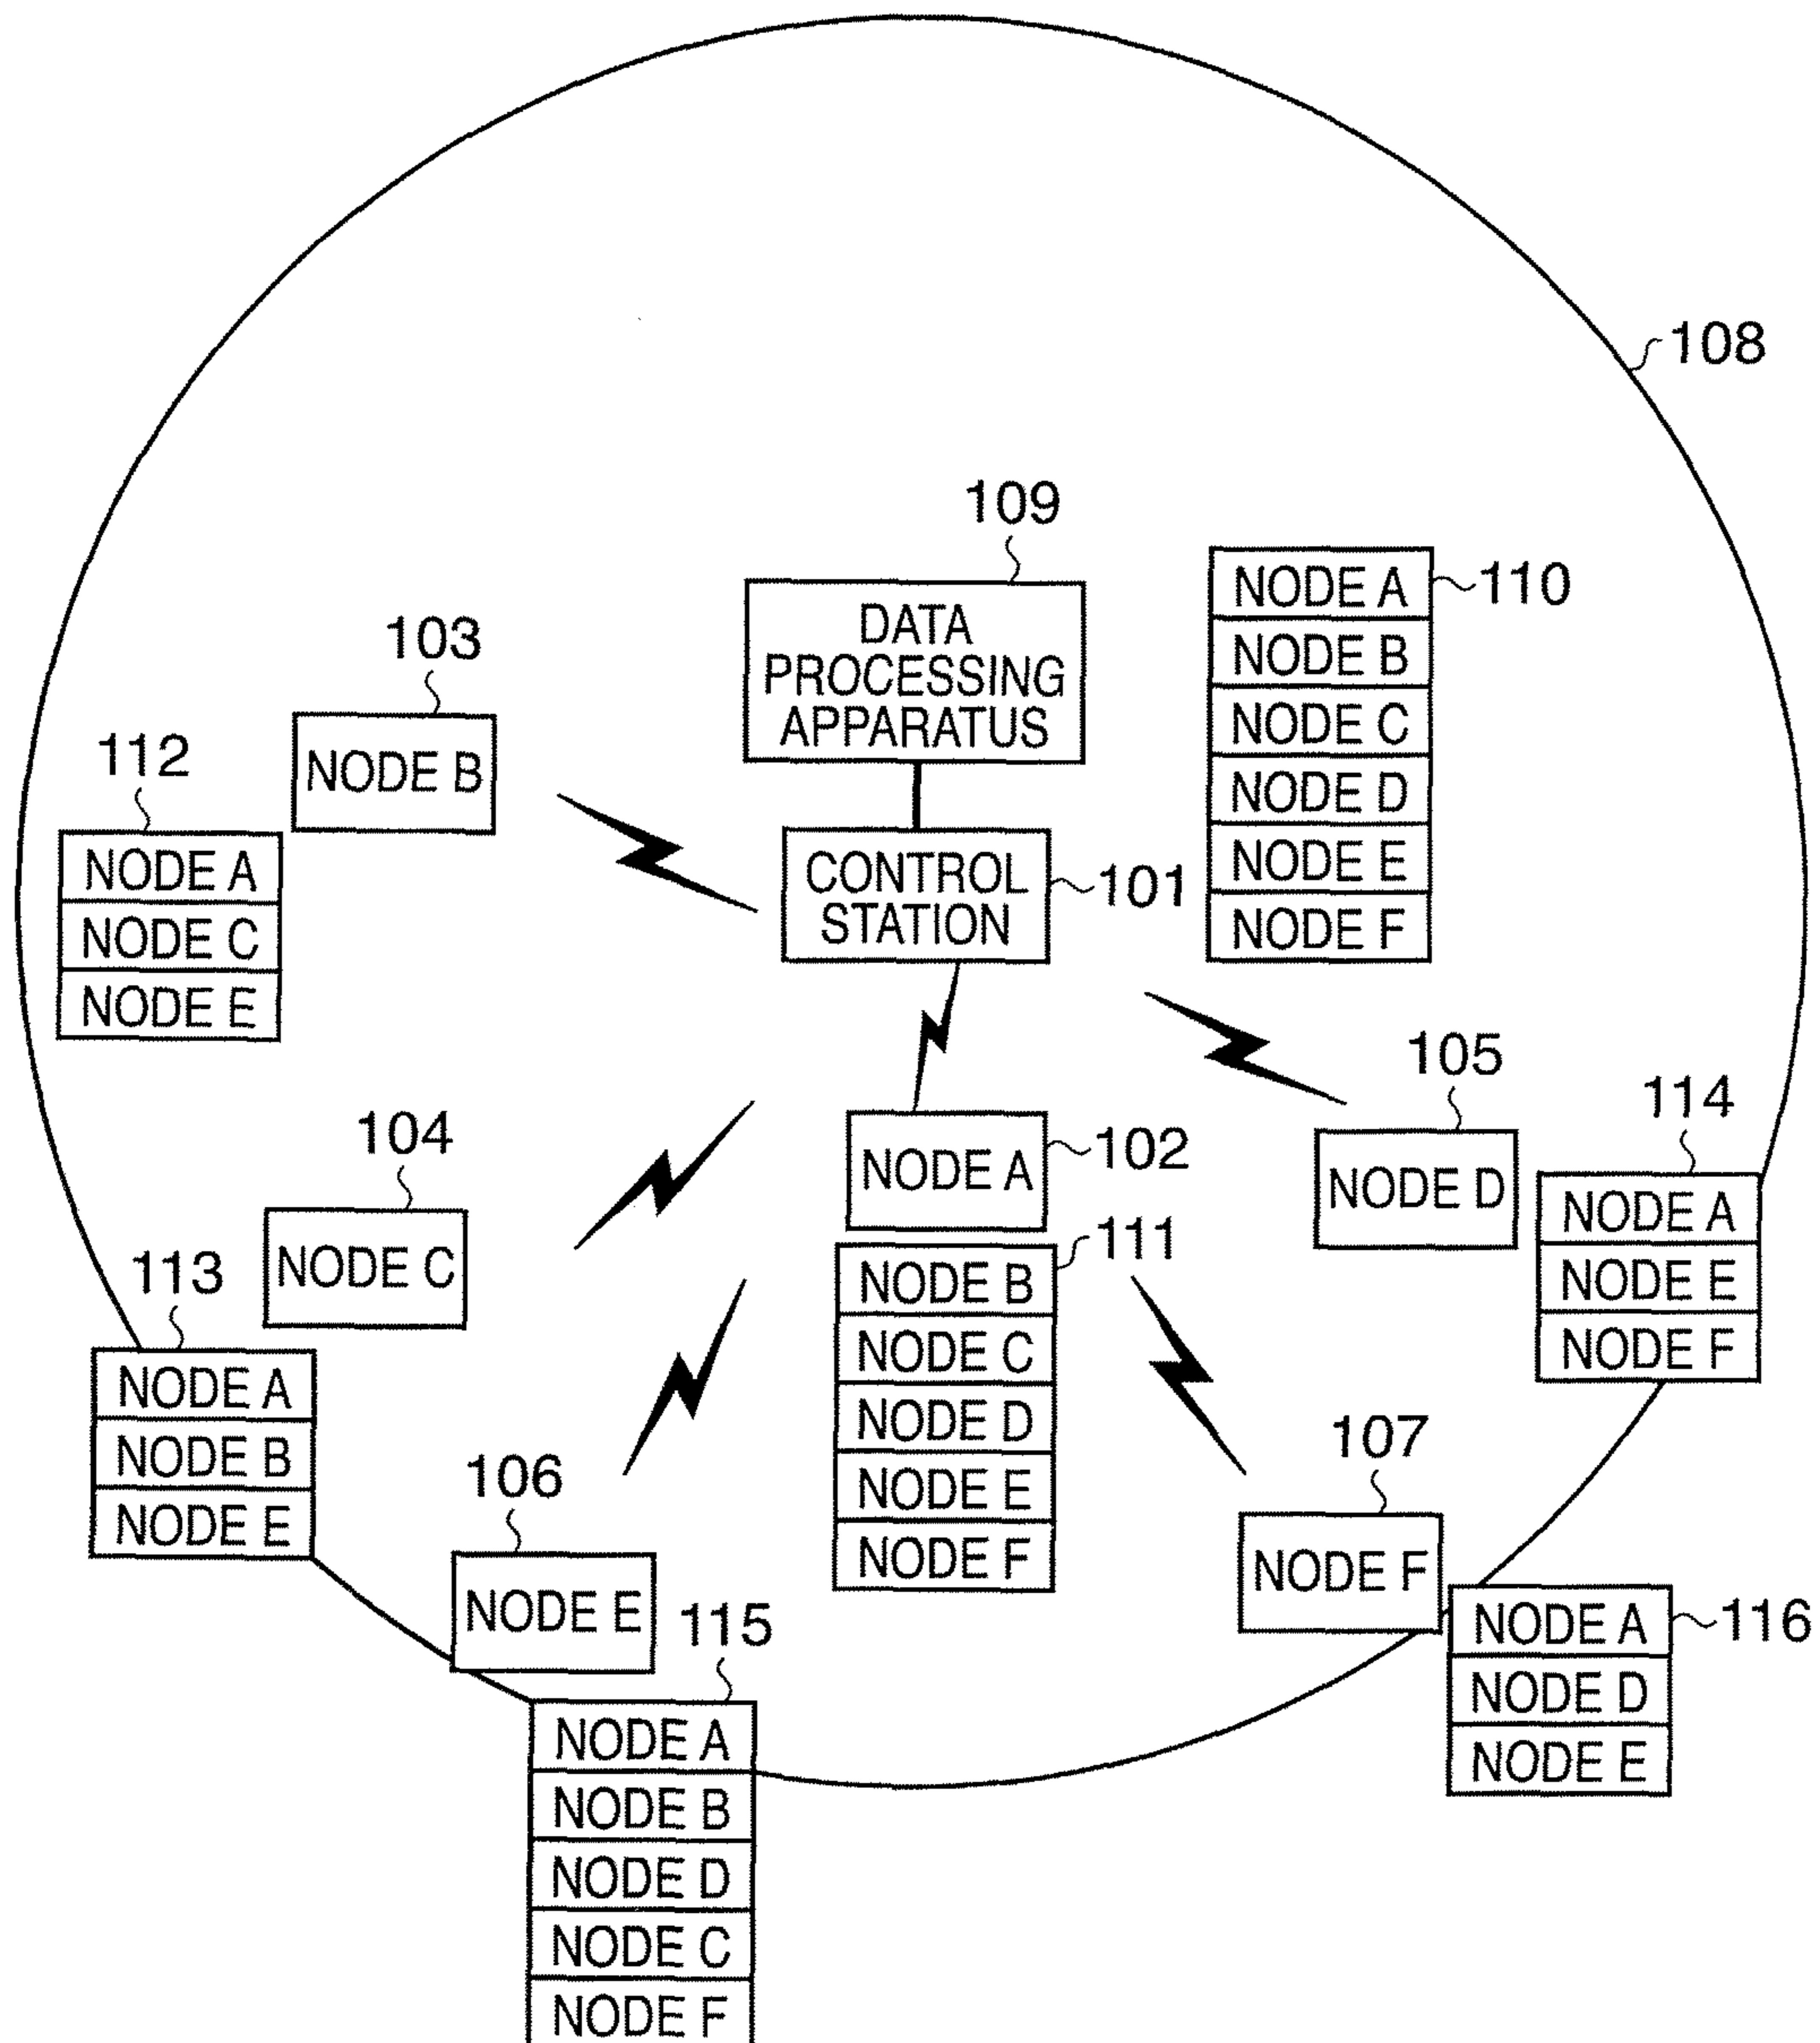 108
109
DATA
PROCESSING
APPARATUS
NODE A
110
NODE B
NODE C
NODE D
NODE E
NODE F
103
NODE B
112
NODE A
NODE C
NODE E
CONTROL
STATION
101
105
NODE D
114
NODE A
NODE E
NODE F
104
NODE C
102
NODE A
111
NODE B
NODE C
NODE D
NODE E
NODE F
113
NODE A
NODE B
NODE E
106
NODE E
107
NODE F
115
NODE A
NODE B
NODE D
NODE C
NODE F
116
NODE A
NODE D
NODE E